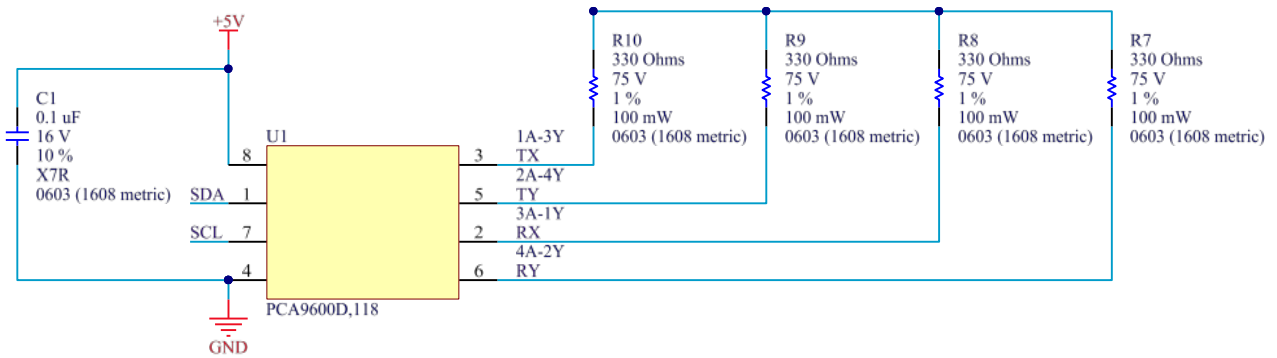 +5V
C1
0.1 uF
16 V
10 %
X7R
0603 (1608 metric)
U1
8
SDA
1
SCL
7
4
3
5
2
6
PCA9600D,118
GND
1A-3Y
TX
2A-4Y
TY
3A-1Y
RX
4A-2Y
RY
R10
330 Ohms
75 V
1 %
100 mW
0603 (1608 metric)
R9
330 Ohms
75 V
1 %
100 mW
0603 (1608 metric)
R8
330 Ohms
75 V
1 %
100 mW
0603 (1608 metric)
R7
330 Ohms
75 V
1 %
100 mW
0603 (1608 metric)